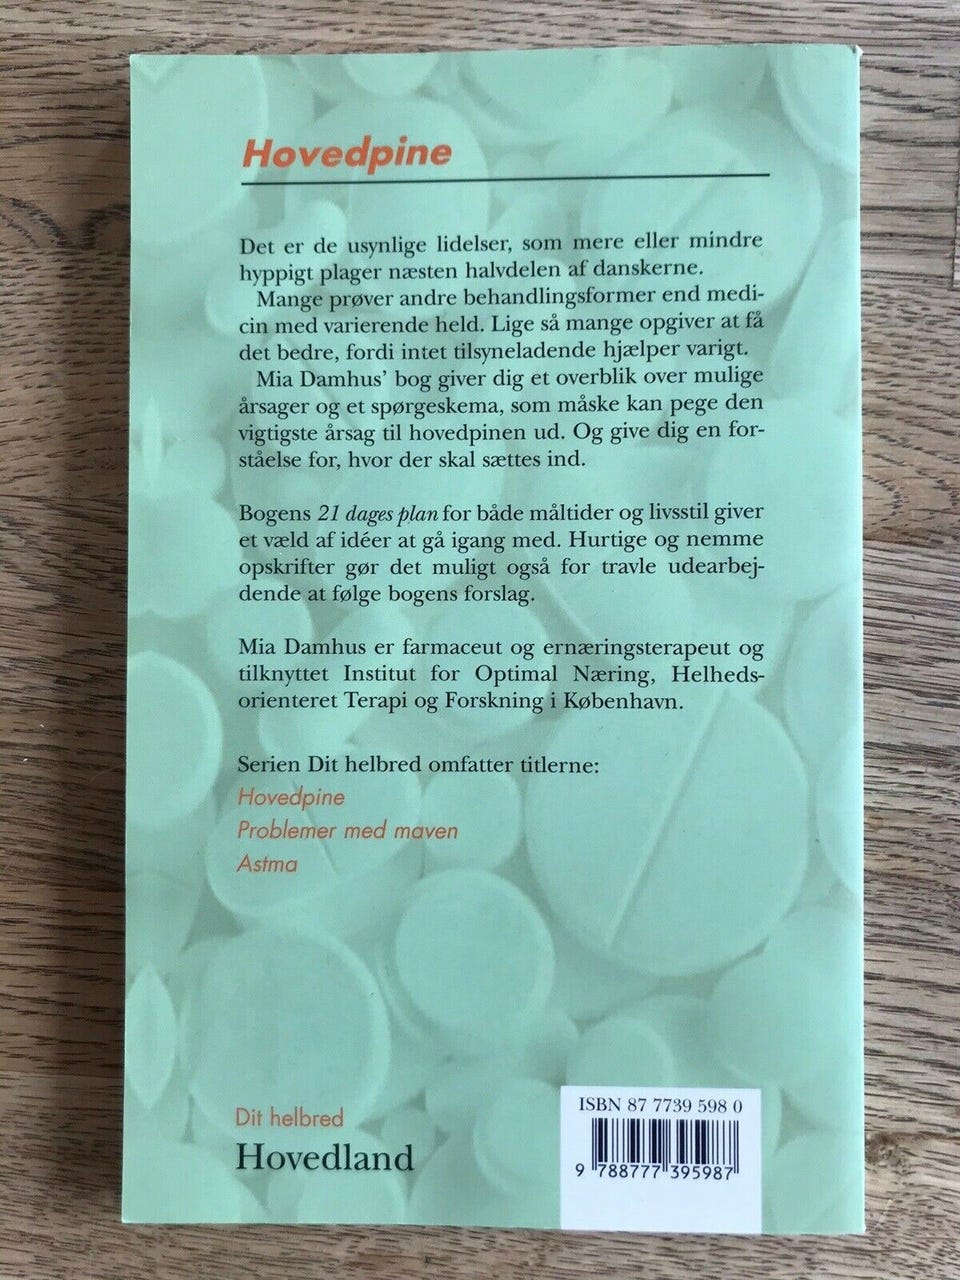 Hovedpine
Det er de usynlige lidelser, som mere eller mindre
hyppigt plager næsten halvdelen af danskerne.
Mange prøver andre behandlingsformer end medi-
cin med varierende held. Lige så mange opgiver at få
det bedre, fordi intet tilsyneladende hjælper varigt.
Mia Damhus’ bog giver dig et overblik over mulige
årsager og et spørgeskema, som måske kan pege den
vigtigste årsag til hovedpinen ud. Og give dig en for-
ståelse for, hvor der skal sættes ind.
Bogens 21 dages plan for både måltider og livsstil giver
et væld af idéer at gå igang med. Hurtige og nemme
opskrifter gør det muligt også for travle udearbej-
dende at følge bogens forslag.
Mia Damhus er farmaceut og ernæringsterapeut og
tilknyttet Institut for Optimal Næring, Helheds-
orienteret Terapi og Forskning i København.
Serien Dit helbred omfatter titlerne:
Hovedpine
Problemer med maven
Astma
Dit helbred
Hovedland
ISBN 87 7739 598 0
9 788777 395987